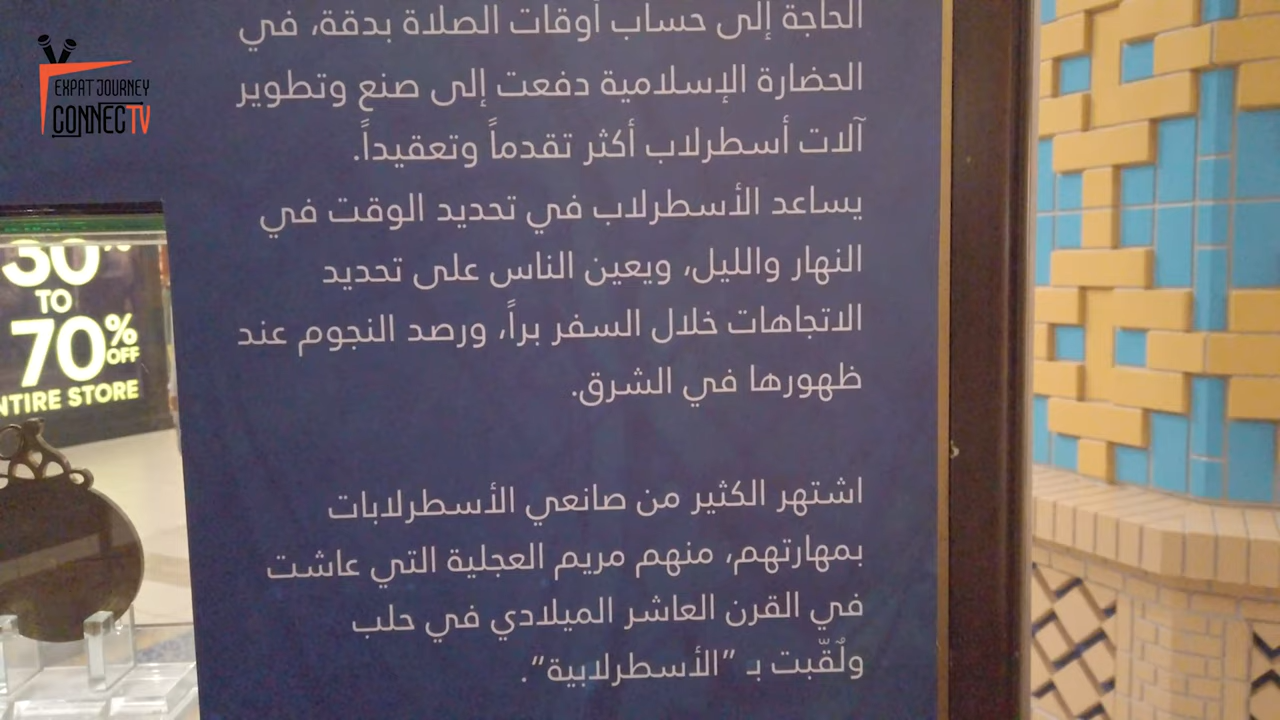 EXPAT JOURNEY
CONNECTV
الحاجة إلى حساب أوقات الصلاة بدقة، في
الحضارة الإسلامية دفعت إلى صنع وتطوير
آلات أسطرلاب أكثر تقدماً وتعقيداً.
يساعد الأسطرلاب في تحديد الوقت في
النهار والليل، ويعين الناس على تحديد
الاتجاهات خلال السفر براً، ورصد النجوم عند
ظهورها في الشرق.
اشتهر الكثير من صانعي الأسطرلابات
بمهارتهم، منهم مريم العجلية التي عاشت
في القرن العاشر الميلادي في حلب
ولُقّبت بـ ”الأسطرلابية“.
30%
TO
70% OFF
NTIRE STORE